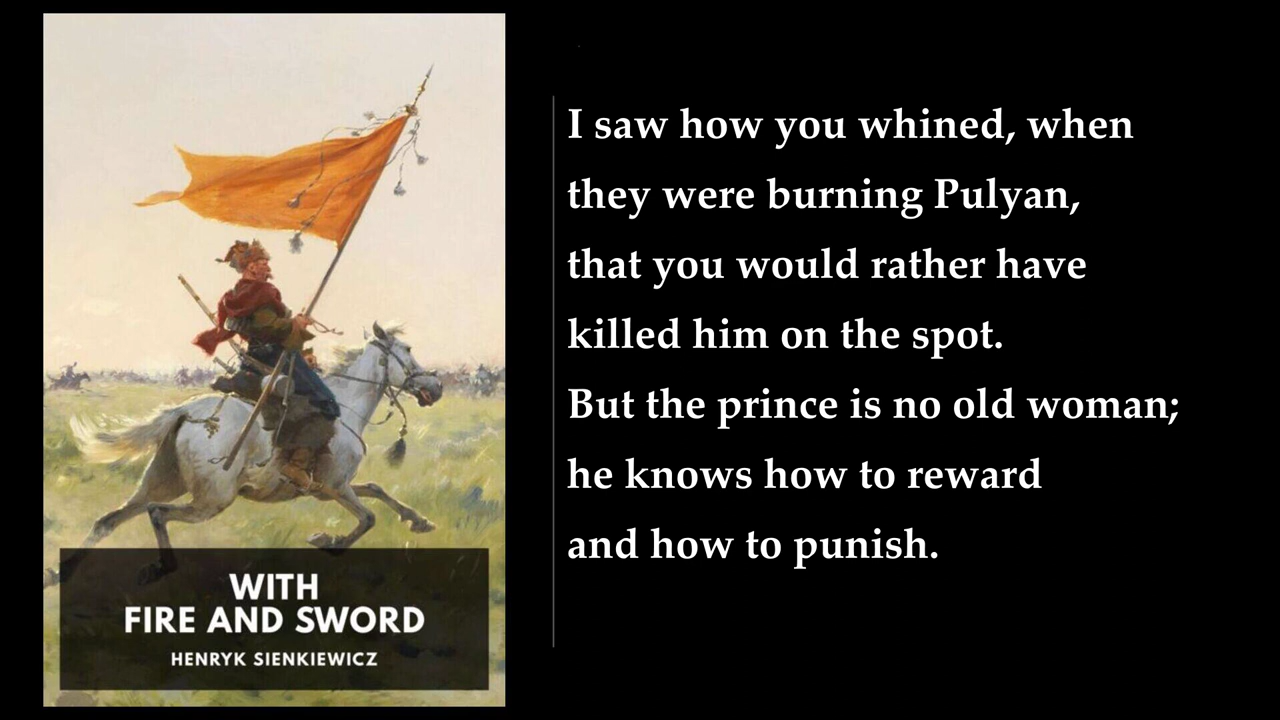 WITH
FIRE AND SWORD
HENRYK SIENKIEWICZ
I saw how you whined, when
they were burning Pulyan,
that you would rather have
killed him on the spot.
But the prince is no old woman;
he knows how to reward
and how to punish.